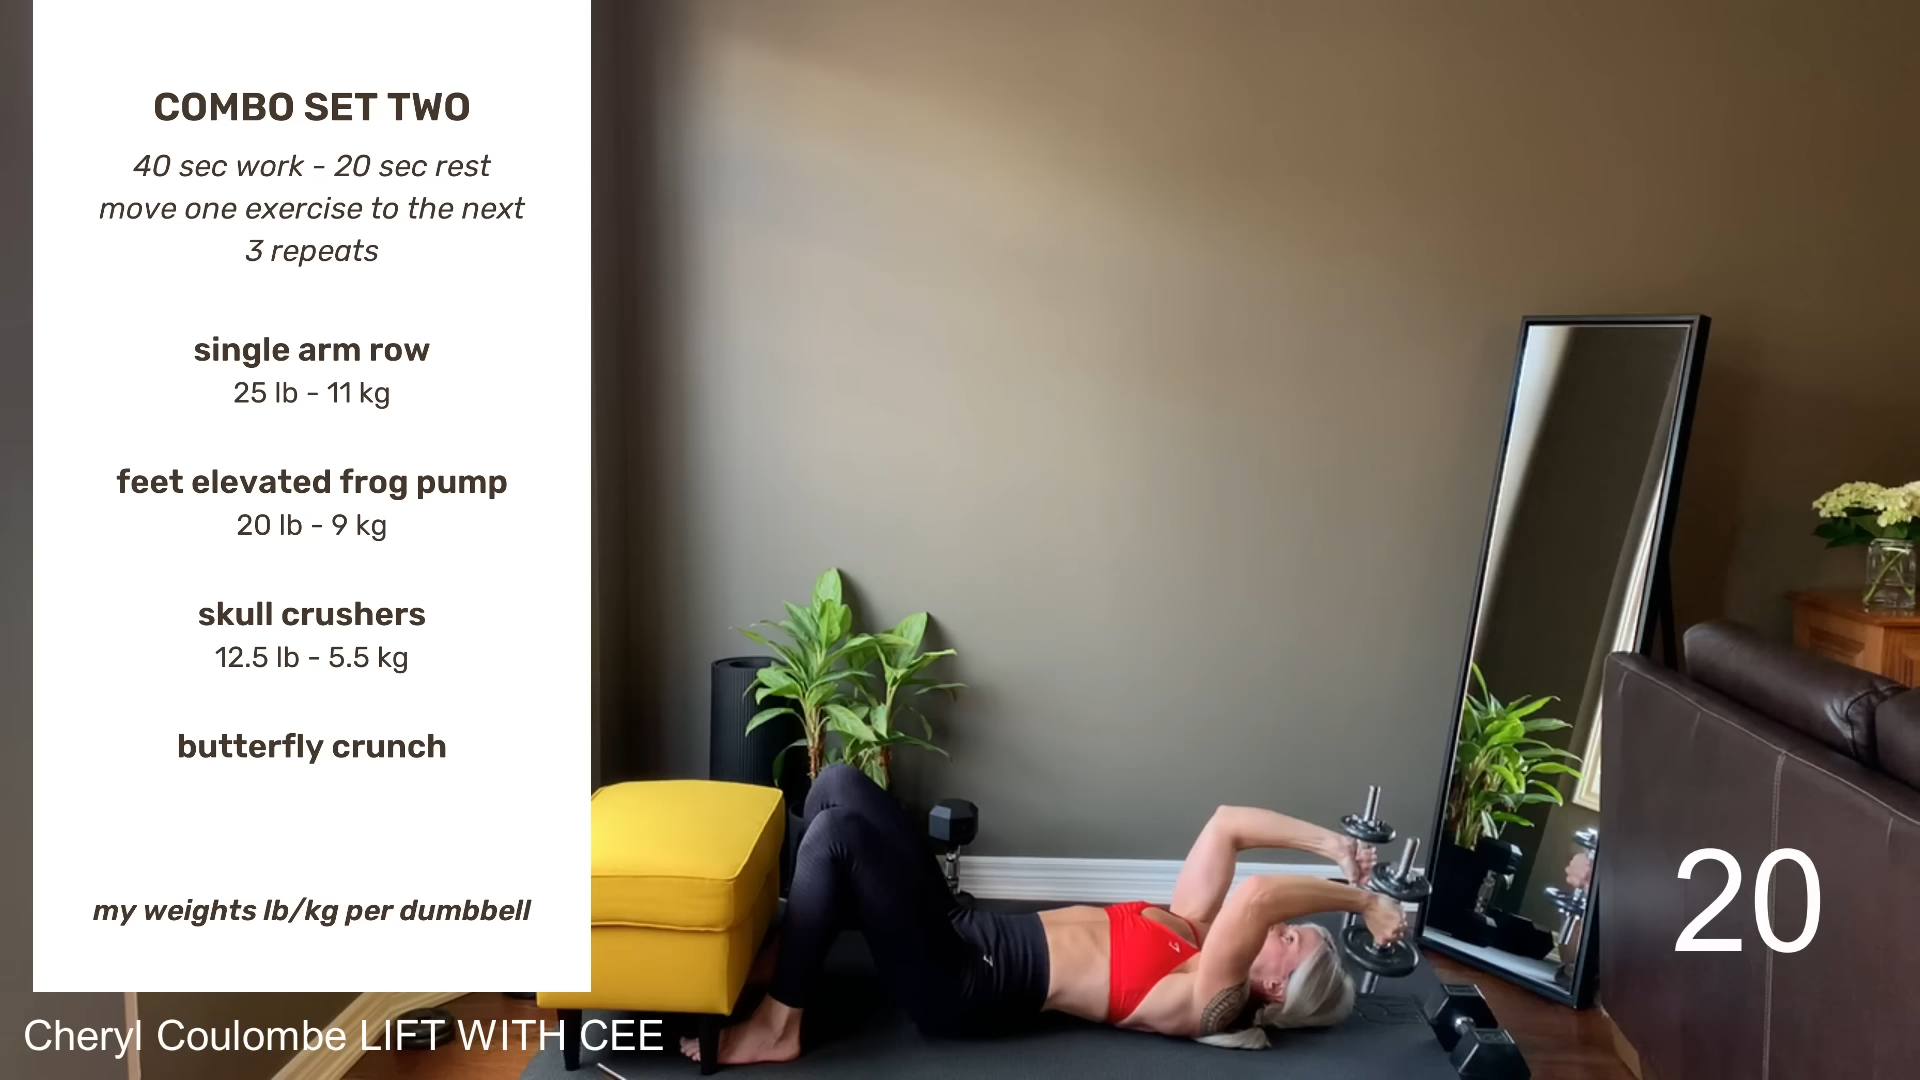 COMBO SET TWO
40 sec work - 20 sec rest
move one exercise to the next
3 repeats
single arm row
25 lb - 11 kg
feet elevated frog pump
20 lb - 9 kg
skull crushers
12.5 lb - 5.5 kg
butterfly crunch
my weights lb/kg per dumbbell
20
Cheryl Coulombe LIFT WITH CEE